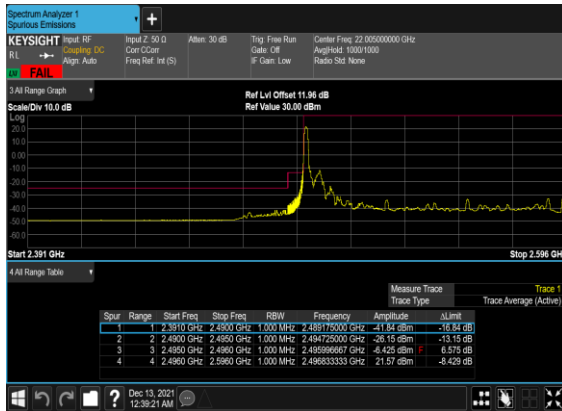 Spectrum Analyzer 1
Spurious Emissions
KEYSIGHT
RL
Input: RF
Coupling: DC
Align: Auto
Input Z: 50 Ω
Corr CCorr
Freq Ref: Int (S)
Atten: 30 dB
Trig: Free Run
Gate: Off
IF Gain: Low
Center Freq: 22.005000000 GHz
Avg|Hold: 1000/1000
Radio Std: None
FAIL
3 All Range Graph
Scale/Div 10.0 dB
Ref Lvl Offset 11.96 dB
Ref Value 30.00 dBm
Log
20.0
10.0
0.00
-10.0
-20.0
-30.0
-40.0
-50.0
-60.0
Start 2.391 GHz
Stop 2.596 GH
4 All Range Table
Measure Trace Trace 1
Trace Type Trace Average (Active)
Spur Range Start Freq Stop Freq RBW Frequency Amplitude ΔLimit
1 1 2.3910 GHz 2.4900 GHz 1.000 MHz 2.489175000 GHz -41.84 dBm -16.84 dB
2 2 2.4900 GHz 2.4950 GHz 1.000 MHz 2.494725000 GHz -26.15 dBm -13.15 dB
3 3 2.4950 GHz 2.4960 GHz 1.000 MHz 2.495996667 GHz -6.425 dBm F 6.575 dB
4 4 2.4960 GHz 2.5960 GHz 1.000 MHz 2.496833333 GHz 21.57 dBm -8.429 dB
Dec 13, 2021
12:39:21 AM